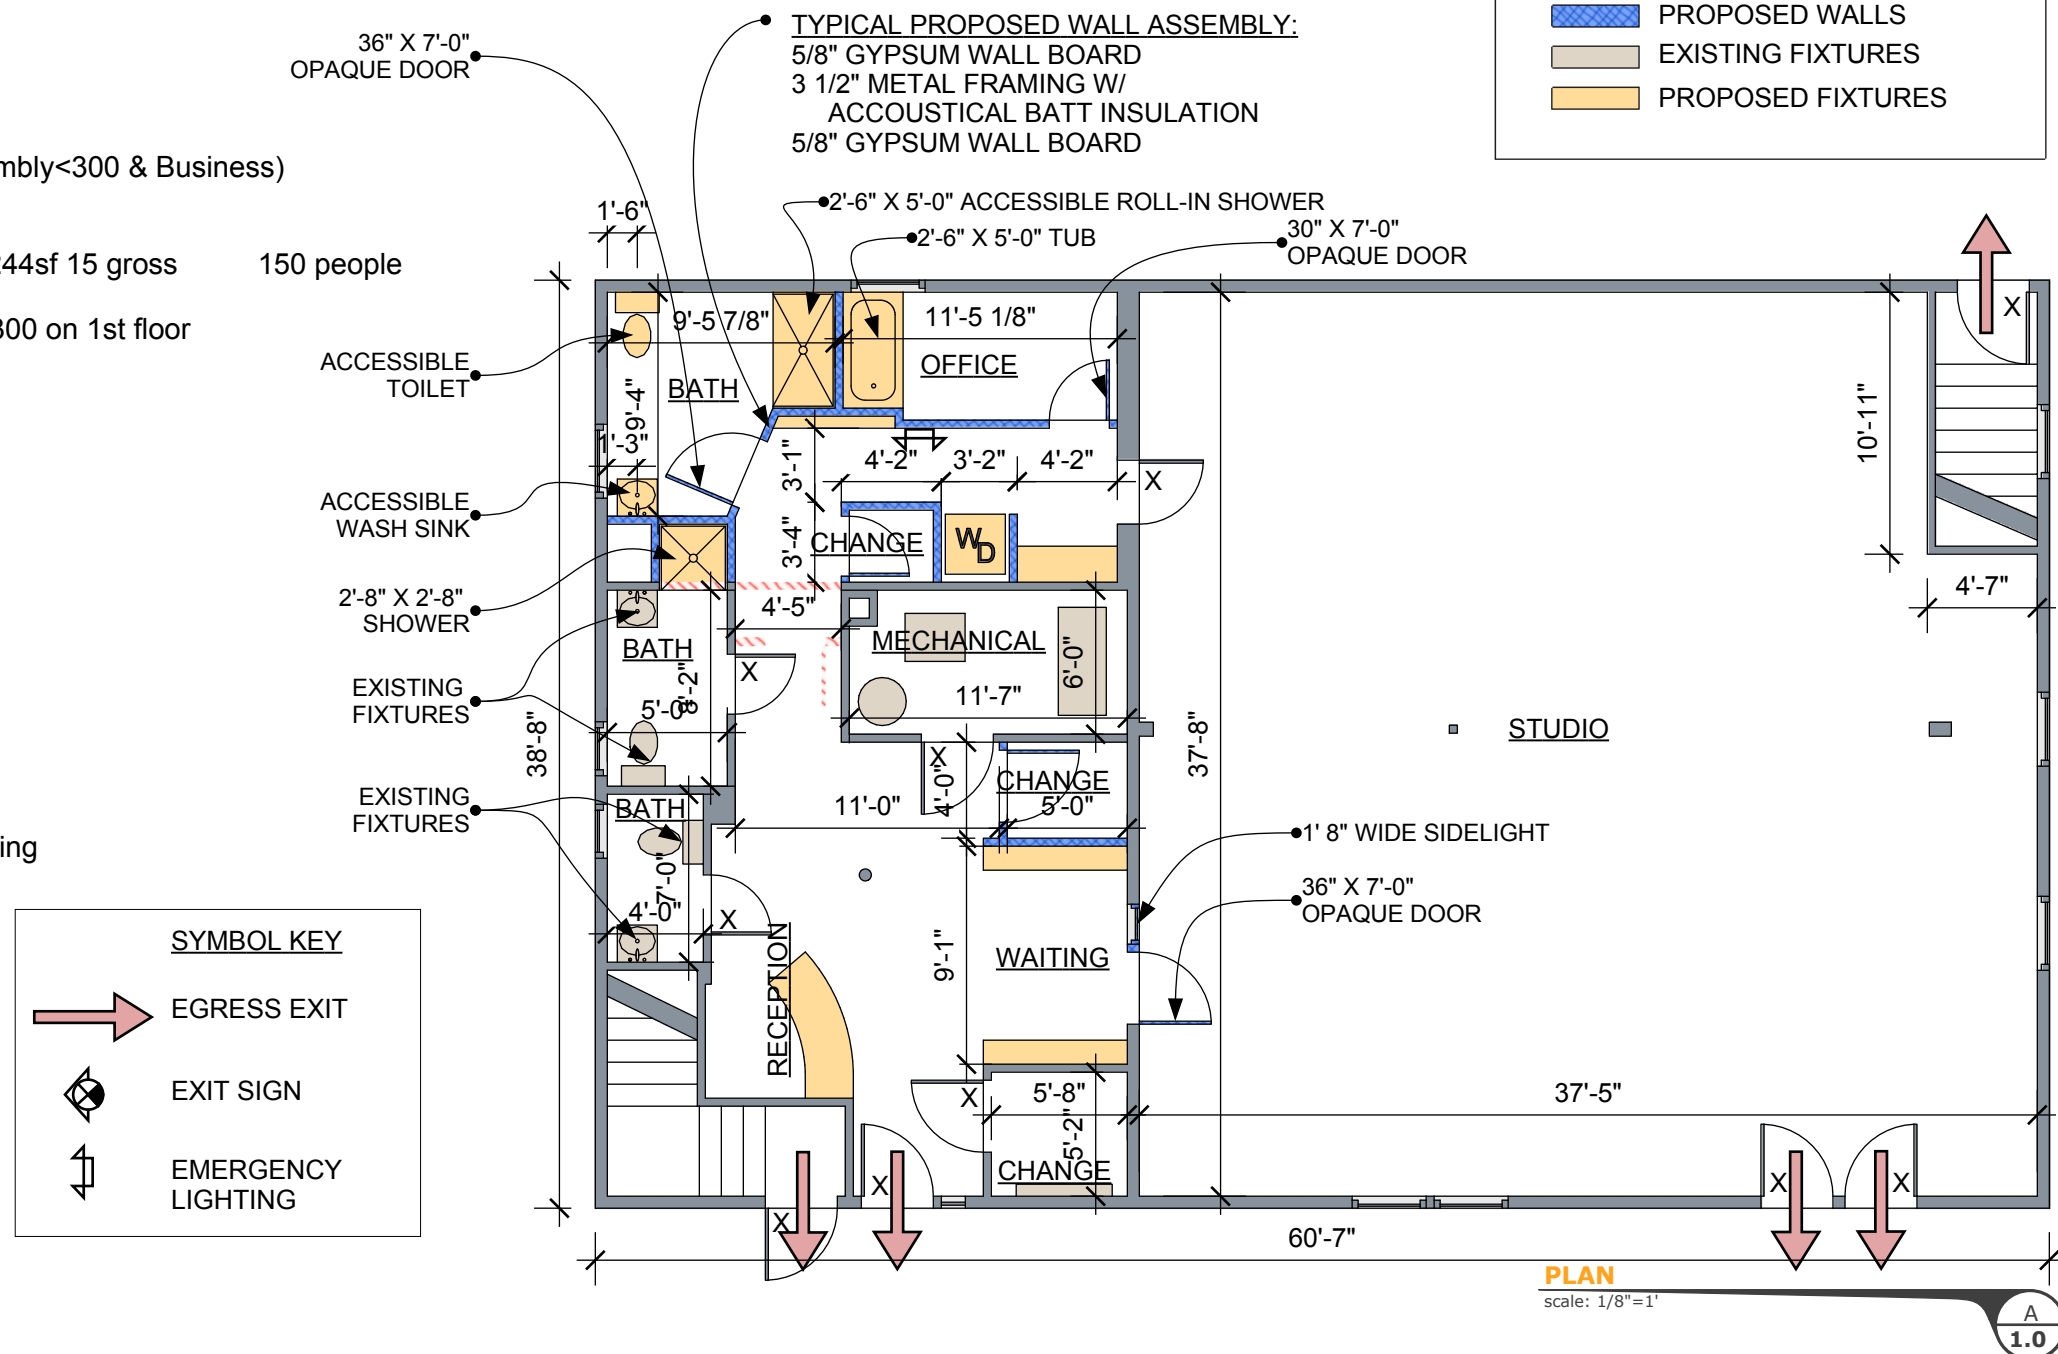 TYPICAL PROPOSED WALL ASSEMBLY:
5/8" GYPSUM WALL BOARD
3 1/2" METAL FRAMING W/
ACCOUSTICAL BATT INSULATION
5/8" GYPSUM WALL BOARD
PROPOSED WALLS
EXISTING FIXTURES
PROPOSED FIXTURES
36" X 7'-0"
OPAQUE DOOR
mbly<300 & Business)
244sf 15 gross 150 people
300 on 1st floor
ing
2'-6" X 5'-0" ACCESSIBLE ROLL-IN SHOWER
2'-6" X 5'-0" TUB
30" X 7'-0"
OPAQUE DOOR
1'-6"
9'-5 7/8"
11'-5 1/8"
OFFICE
BATH
9'-4"
1'-3"
ACCESSIBLE
TOILET
ACCESSIBLE
WASH SINK
2'-8" X 2'-8"
SHOWER
EXISTING
FIXTURES
EXISTING
FIXTURES
3'-1"
4'-2"
3'-2"
4'-2"
X
X
3'-4"
CHANGE
W
D
10'-11"
4'-7"
4'-5"
BATH
8'-2"
5'-0"
X
MECHANICAL
6'-0"
11'-7"
38'-8"
37'-8"
STUDIO
X
4'-0"
CHANGE
5'-0"
11'-0"
BATH
7'-0"
4'-0"
X
RECEPTION
9'-1"
WAITING
1' 8" WIDE SIDELIGHT
36" X 7'-0"
OPAQUE DOOR
X
5'-8"
5'-2"
CHANGE
37'-5"
X
X
X
X
60'-7"
SYMBOL KEY
EGRESS EXIT
EXIT SIGN
EMERGENCY
LIGHTING
PLAN
scale: 1/8"=1'
A
1.0